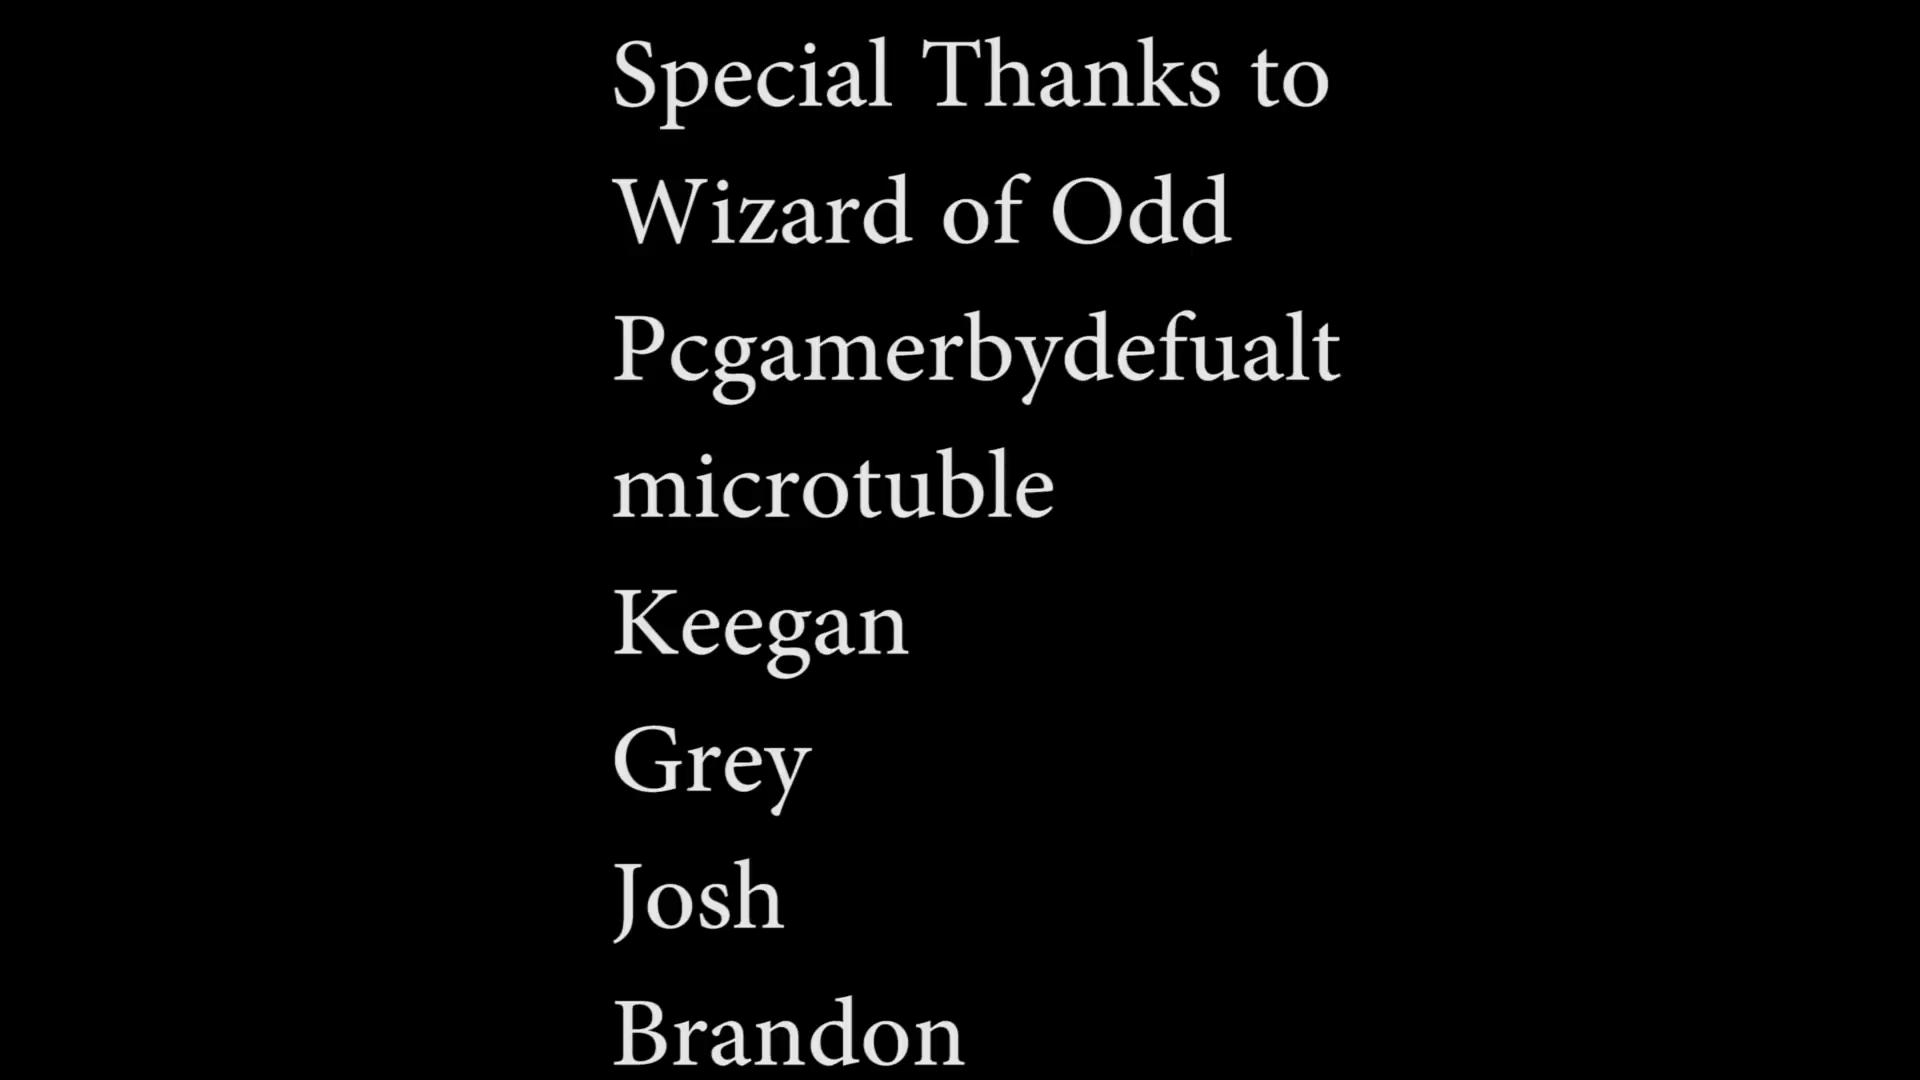 Special Thanks to
Wizard of Odd
Pcgamerbydefualt
microtuble
Keegan
Grey
Josh
Brandon